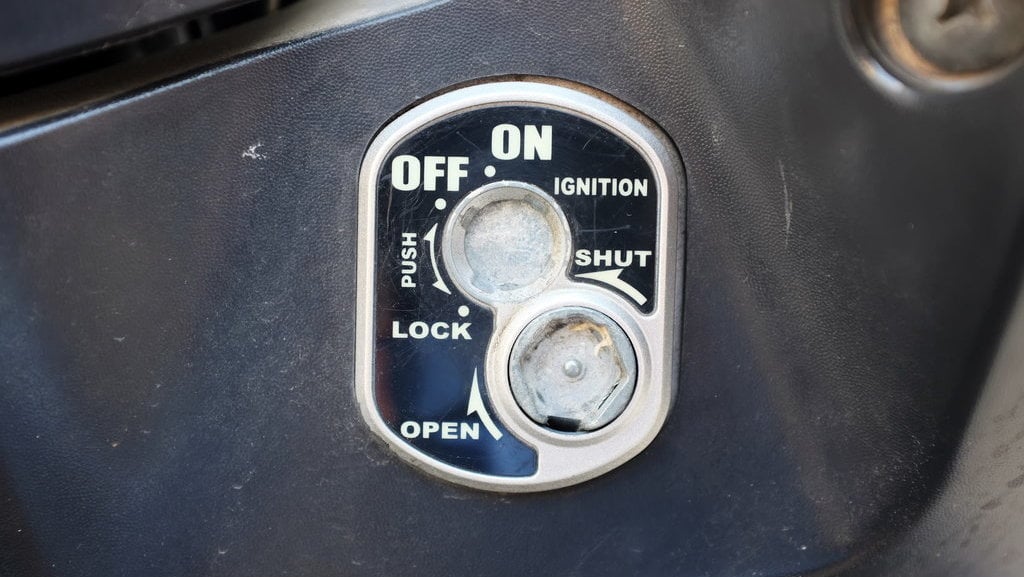 ON
OFF
IGNITION
PUSH
SHUT
LOCK
OPEN